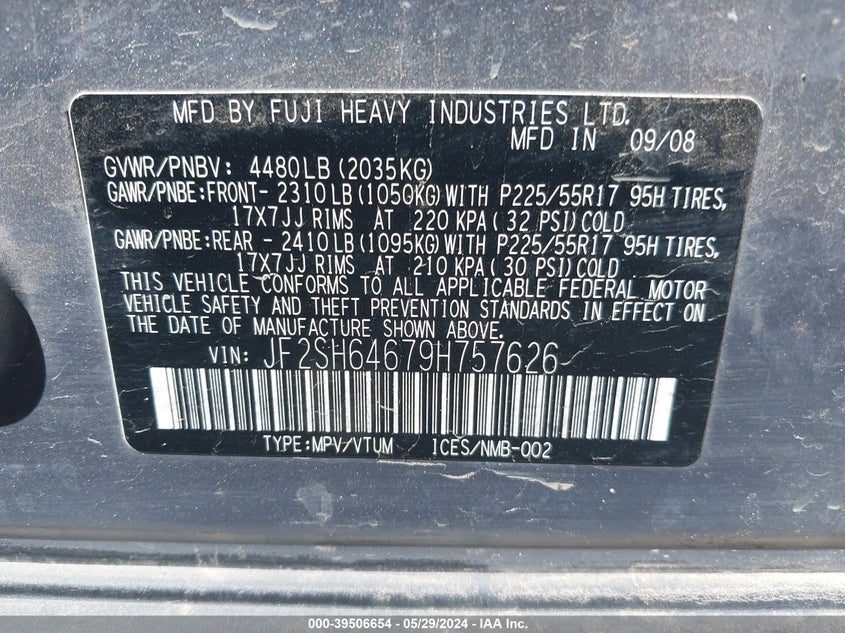 MFD BY FUJI HEAVY INDUSTRIES LTD.
MFD IN 09/08
GVWR/PNBV: 4480LB (2035KG)
GAWR/PNBE:FRONT- 2310LB (1050KG) WITH P225/55R17 95H TIRES,
17X7JJ RIMS AT 220 KPA ( 32 PSI) COLD
GAWR/PNBE:REAR - 2410LB (1095KG) WITH P225/55R17 95H TIRES,
17X7JJ RIMS AT 210 KPA ( 30 PSI) COLD
THIS VEHICLE CONFORMS TO ALL APPLICABLE FEDERAL MOTOR
VEHICLE SAFETY AND THEFT PREVENTION STANDARDS IN EFFECT ON
THE DATE OF MANUFACTURE SHOWN ABOVE.
VIN: JF2SH64679H757626
TYPE:MPV/VTUM ICES/NMB-002
000-39506654 - 05/29/2024 - IAA Inc.